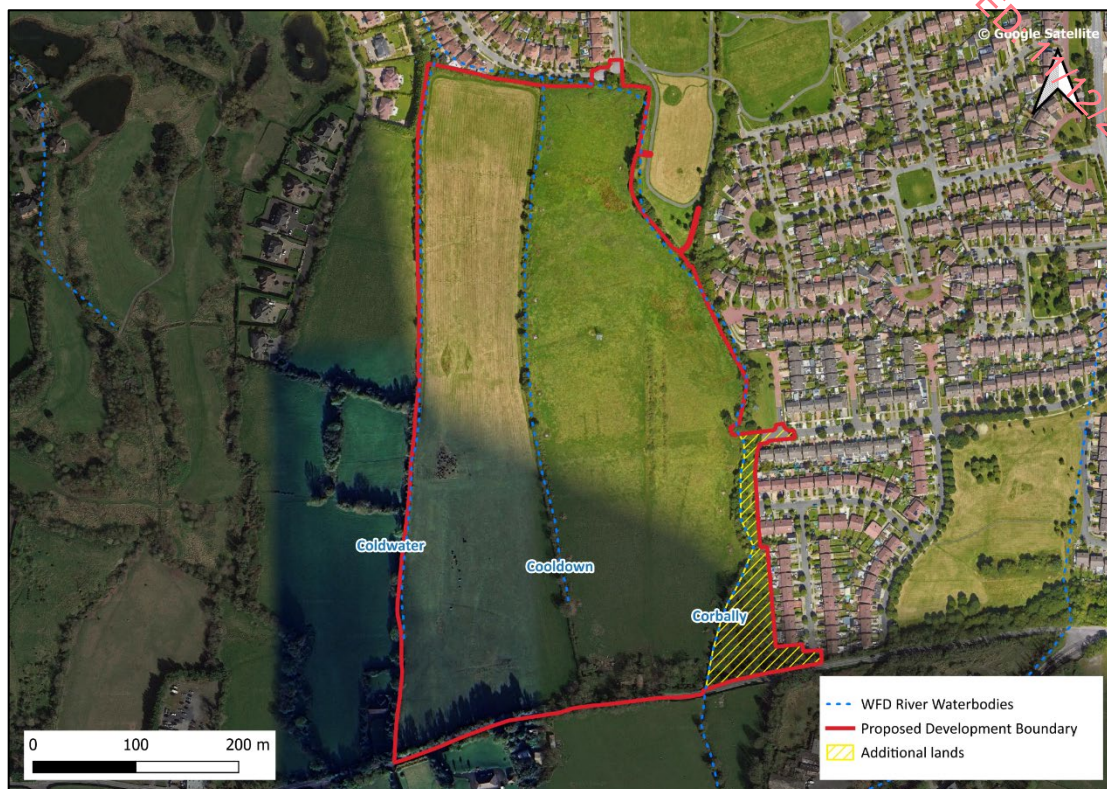 © Google Satellite
Coldwater
Cooldown
Corbally
0 100 200 m
WFD River Waterbodies
Proposed Development Boundary
Additional lands